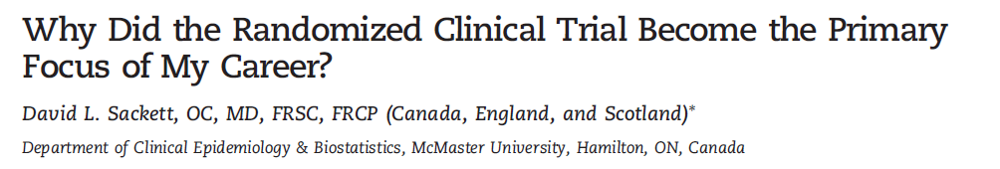 Why Did the Randomized Clinical Trial Become the Primary
Focus of My Career?
David L. Sackett, OC, MD, FRSC, FRCP (Canada, England, and Scotland)*
Department of Clinical Epidemiology & Biostatistics, McMaster University, Hamilton, ON, Canada